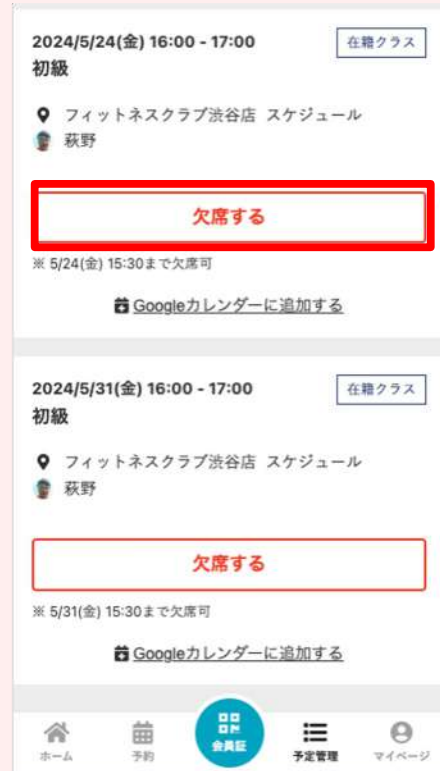 2024/5/24(金) 16:00 - 17:00
在籍クラス
初級
フィットネスクラブ渋谷店 スケジュール
萩野
欠席する
※ 5/24(金) 15:30まで欠席可
Googleカレンダーに追加する
2024/5/31(金) 16:00 - 17:00
在籍クラス
初級
フィットネスクラブ渋谷店 スケジュール
萩野
欠席する
※ 5/31(金) 15:30まで欠席可
Googleカレンダーに追加する
ホーム 予約 会員証 予定管理 マイページ